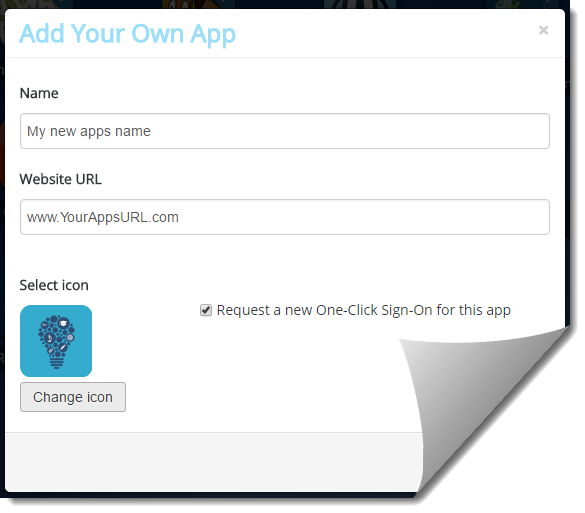 Add Your Own App
×
Name
My new apps name
Website URL
www.YourAppsURL.com
Select icon
Request a new One-Click Sign-On for this app
Change icon